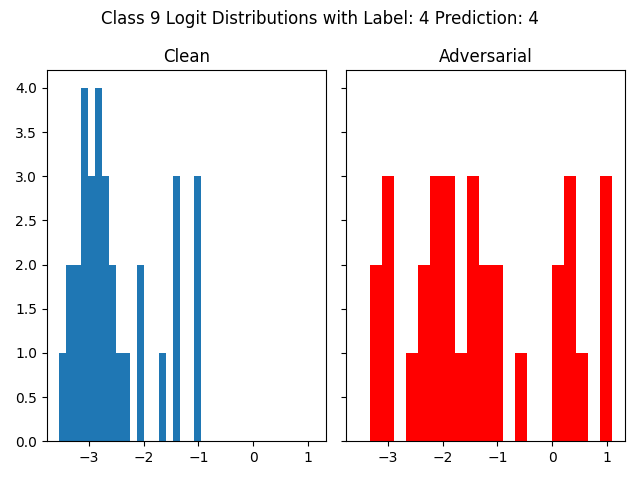 Class 9 Logit Distributions with Label: 4 Prediction: 4
Clean
Adversarial
4.0
3.5
3.0
2.5
2.0
1.5
1.0
0.5
0.0
−3 −2 −1 0 1
−3 −2 −1 0 1